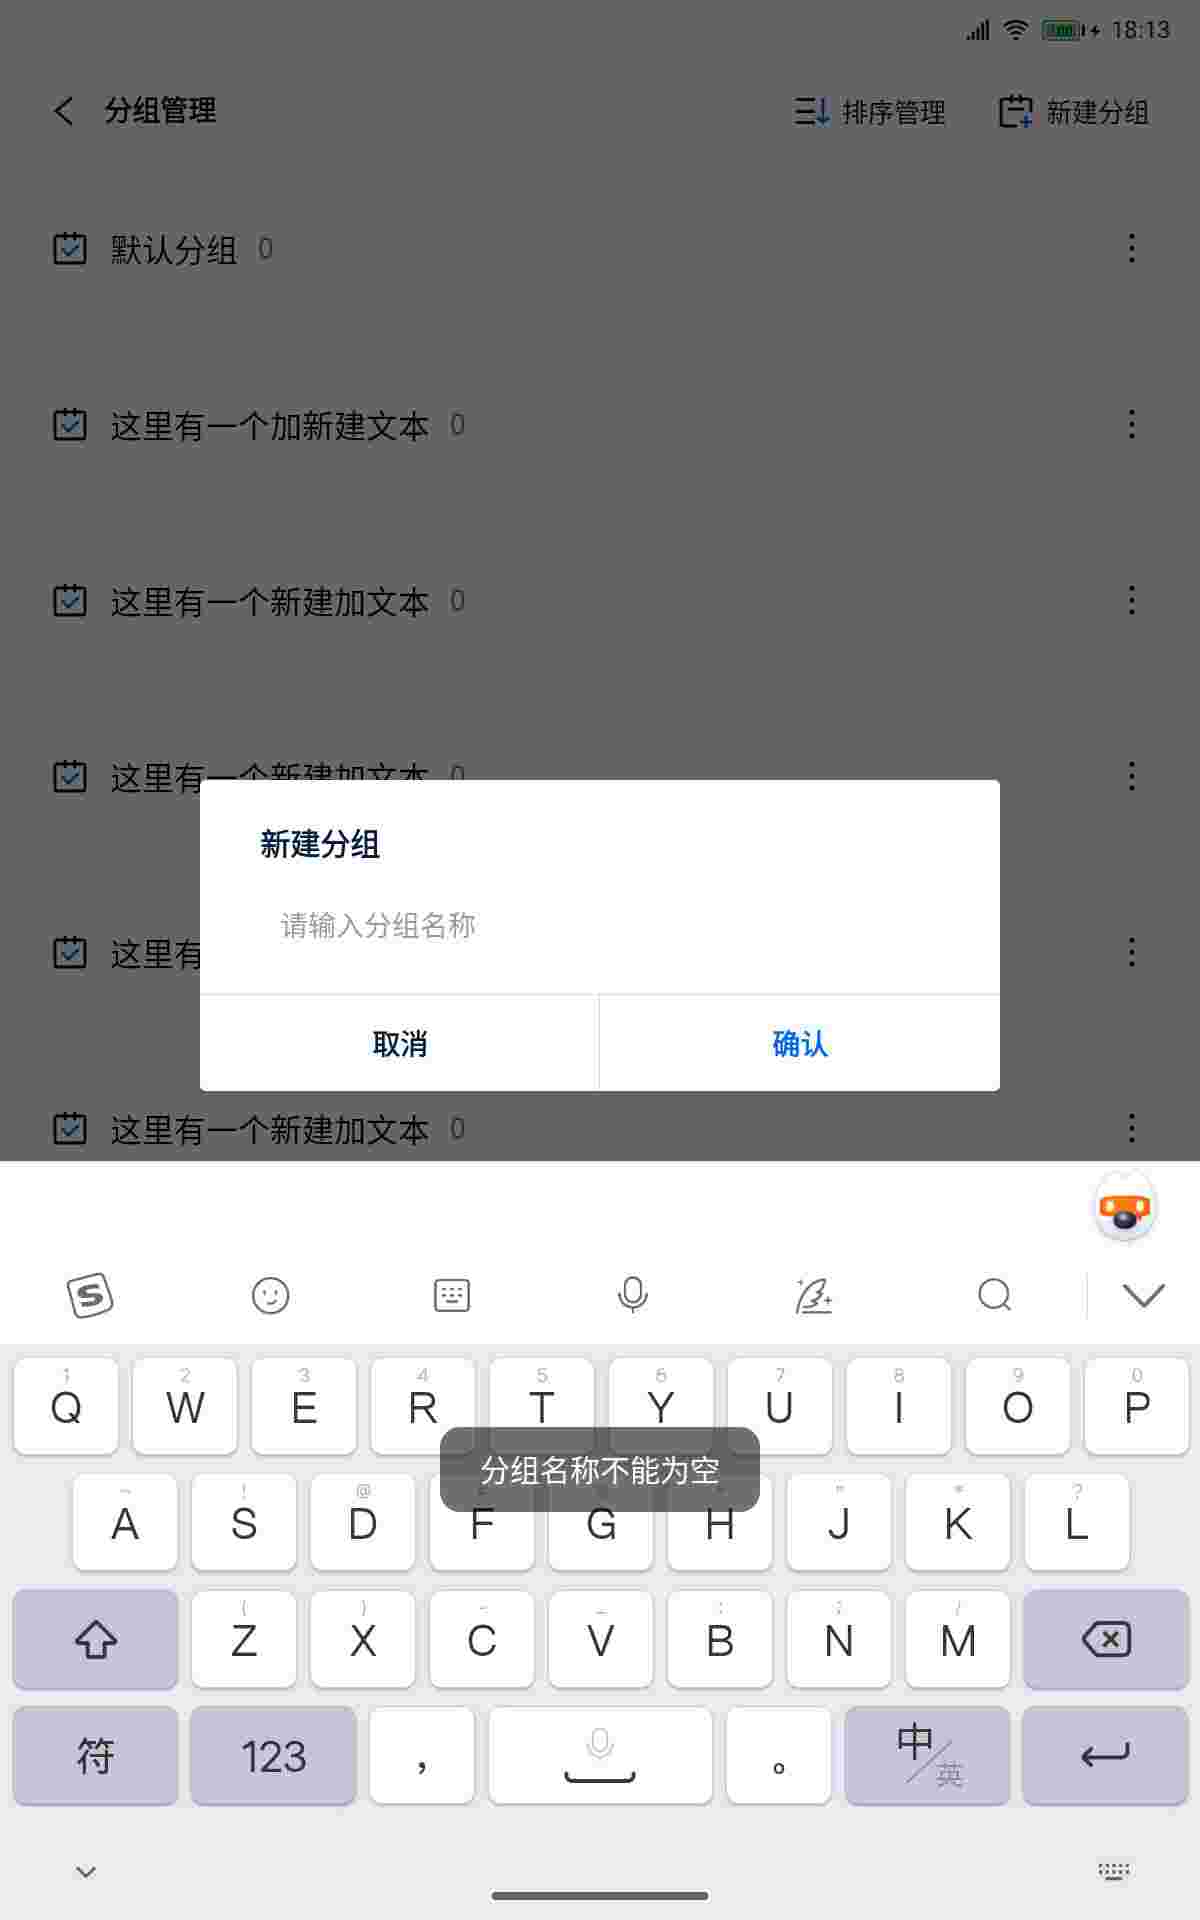 100 18:13
分组管理 排序管理 新建分组
默认分组 0
这里有一个加新建文本 0
这里有一个新建加文本 0
这里有一个新建加文本 0
新建分组
请输入分组名称
这里有
取消 确认
这里有一个新建加文本 0
1 2 3 4 5 6 7 8 9 0
Q W E R T Y U I O P
分组名称不能为空
~ ! @ " * ?
A S D F G H J K L
( ) - _ : ; /
Z X C V B N M
符 123 , 。 中/英